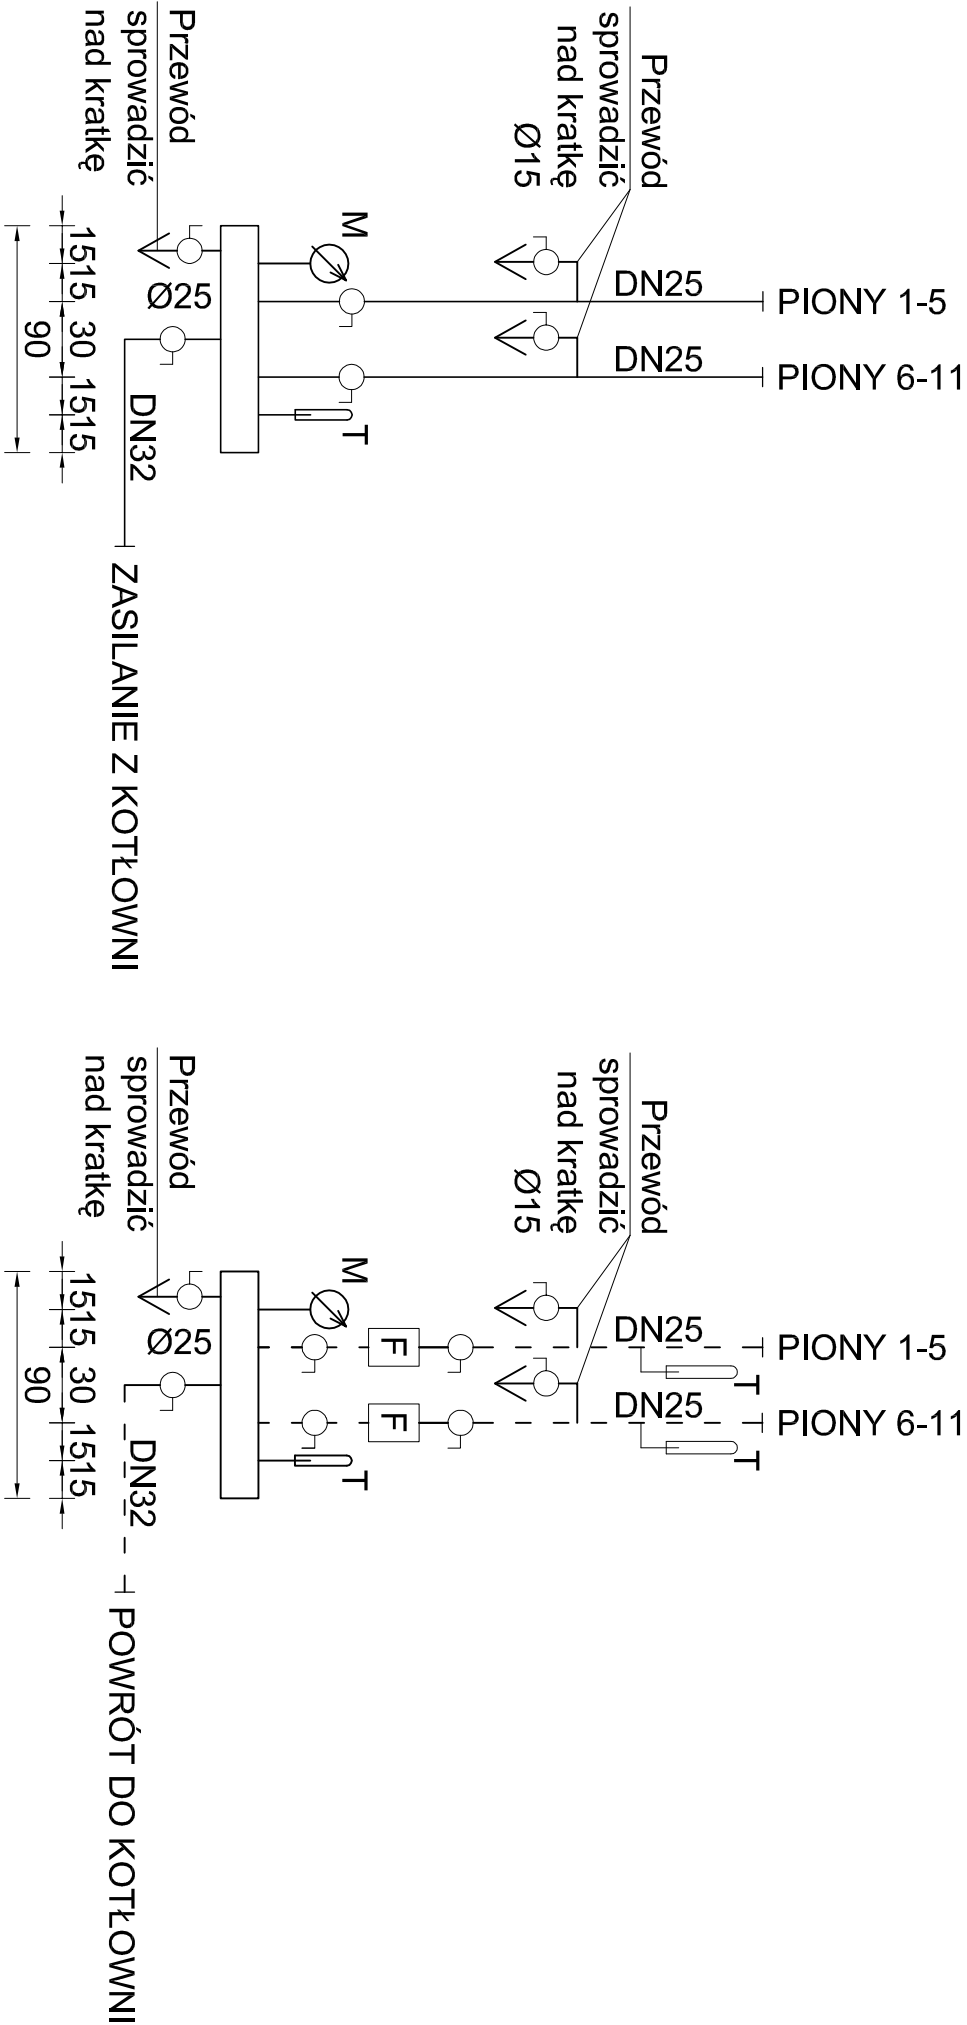 PIONY 1-5
PIONY 6-11
Przewód
sprowadzić
nad kratkę
Ø15
DN25
DN25
M
T
Przewód
sprowadzić
nad kratkę
Ø25
DN32
15
15
30
15
15
90
ZASILANIE Z KOTŁOWNI
PIONY 1-5
PIONY 6-11
Przewód
sprowadzić
nad kratkę
Ø15
DN25
T
DN25
T
F
F
M
T
Przewód
sprowadzić
nad kratkę
Ø25
DN32
15
15
30
15
15
90
POWRÓT DO KOTŁOWNI